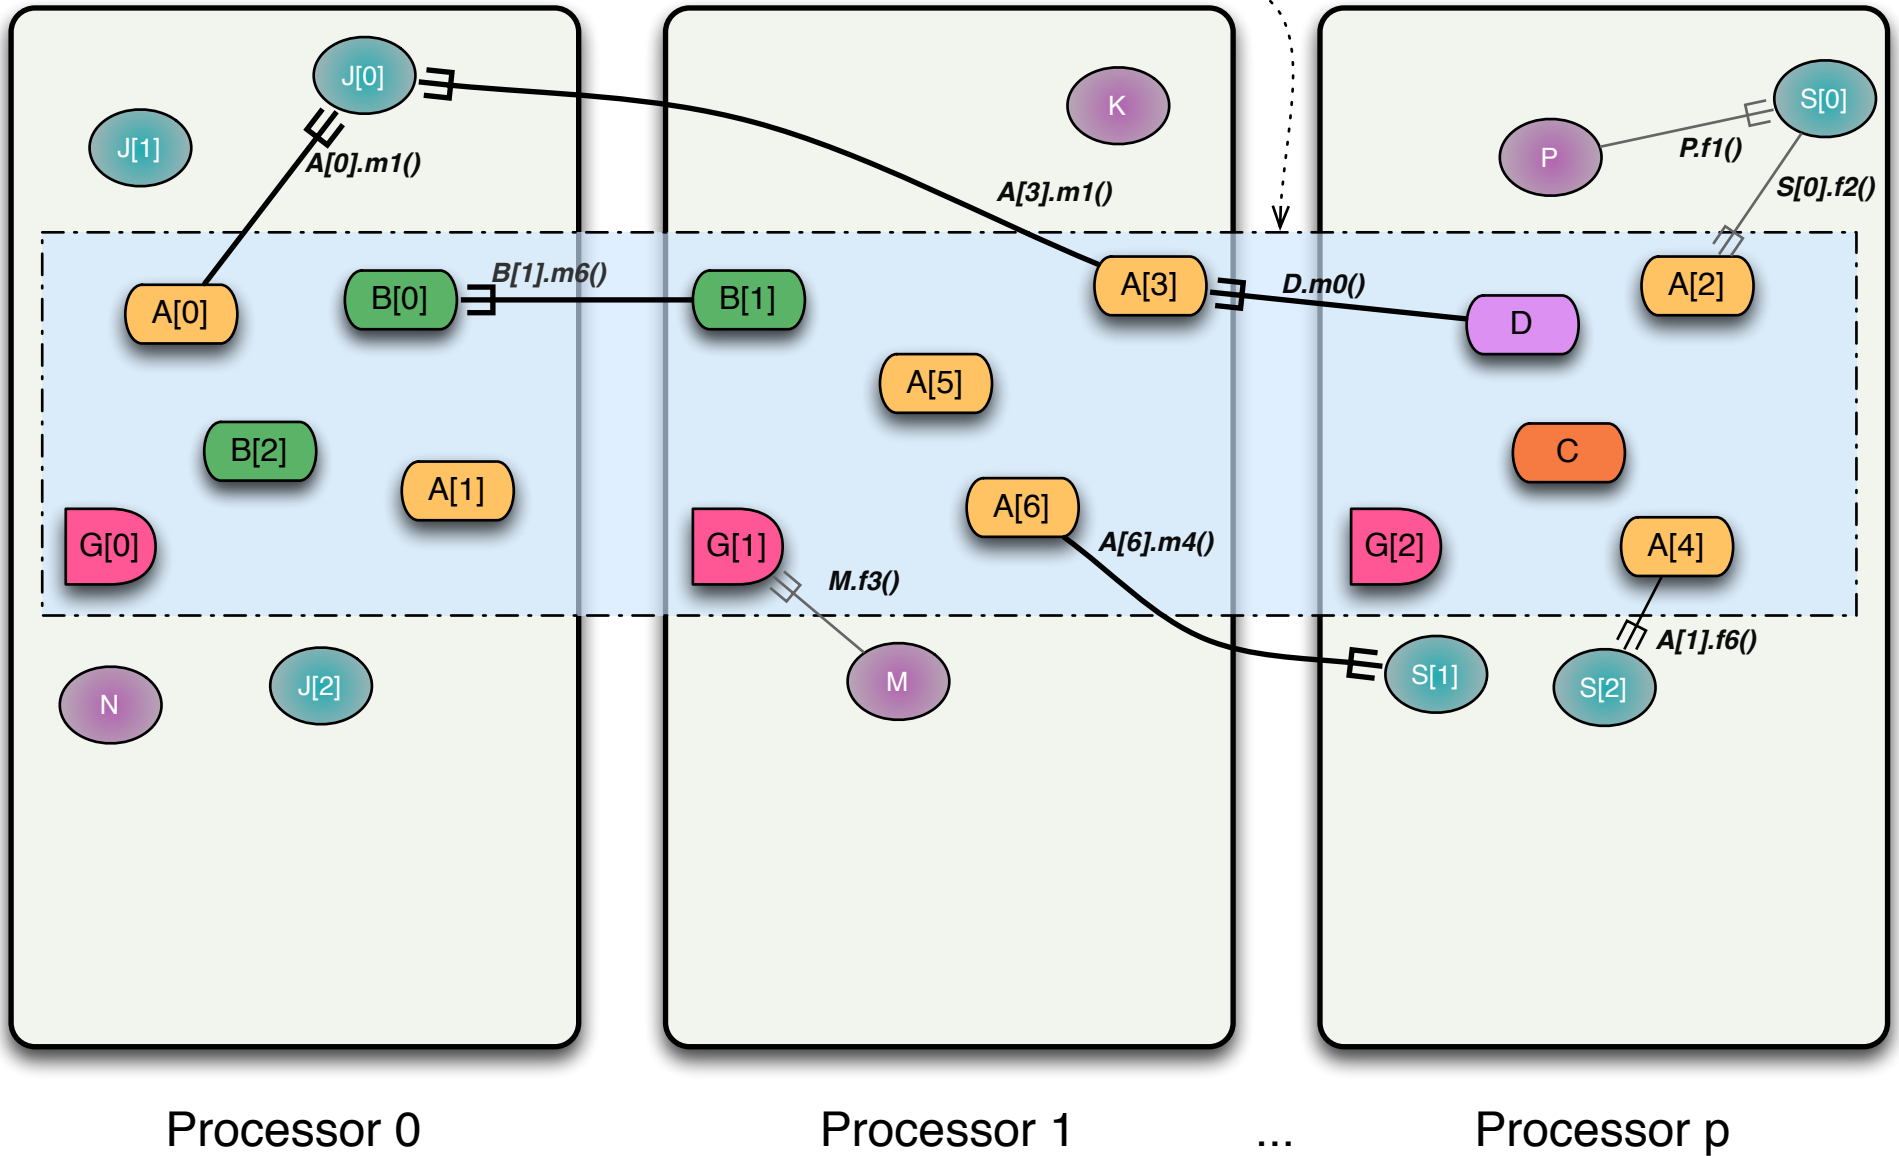 J[0]
K
S[0]
J[1]
P
P.f1()
A[0].m1()
A[3].m1()
S[0].f2()
B[1].m6()
D.m0()
A[0]
B[0]
B[1]
A[3]
A[2]
D
A[5]
B[2]
C
A[1]
A[6]
G[0]
G[1]
A[6].m4()
G[2]
A[4]
M.f3()
A[1].f6()
N
J[2]
M
S[1]
S[2]
Processor 0
Processor 1
...
Processor p